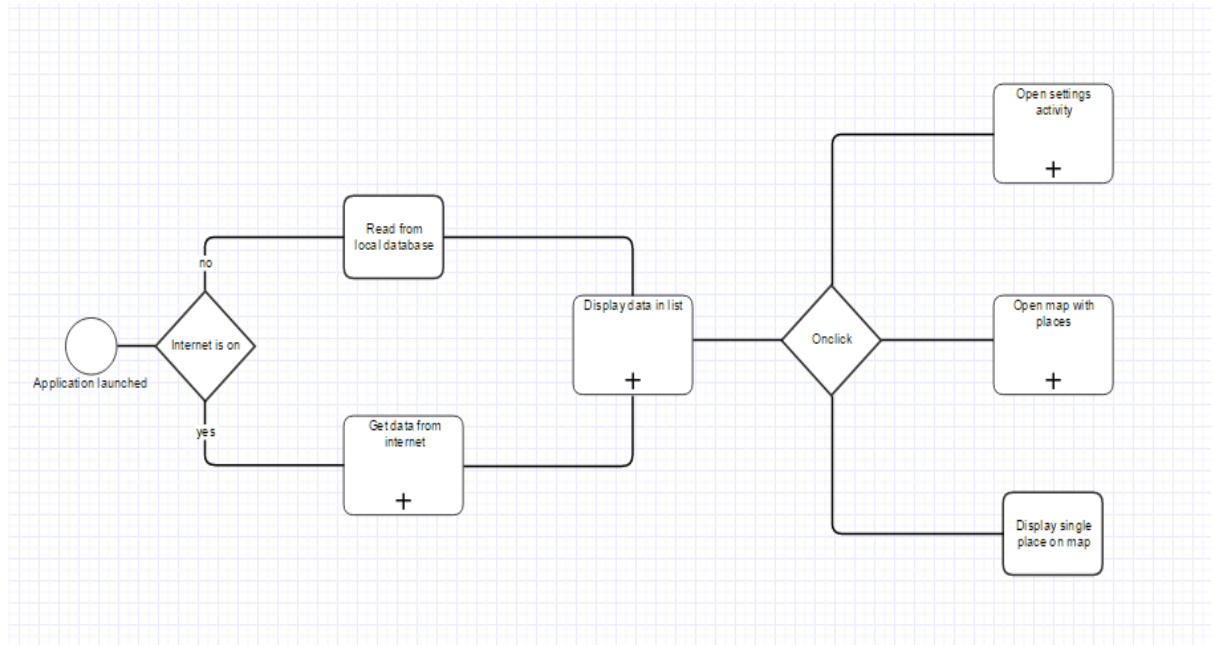 Application launched
Internet is on
no
yes
Read from
local database
Get data from
internet
Display data in list
Onclick
Open settings
activity
Open map with
places
Display single
place on map